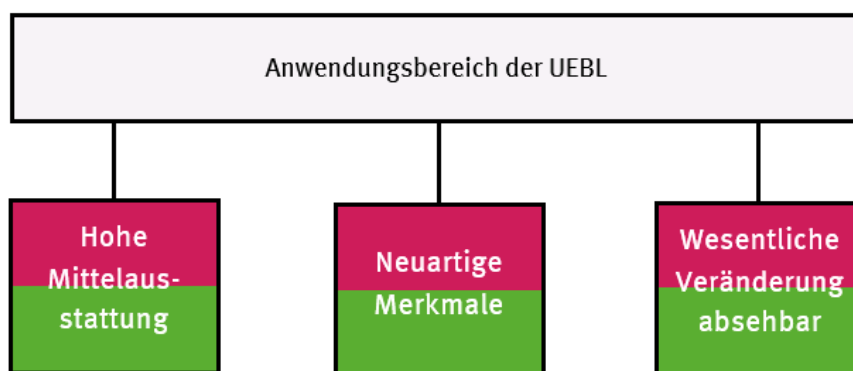 Anwendungsbereich der UEBL
Hohe
Mittelaus-
stattung
Neuartige
Merkmale
Wesentliche
Veränderung
absehbar